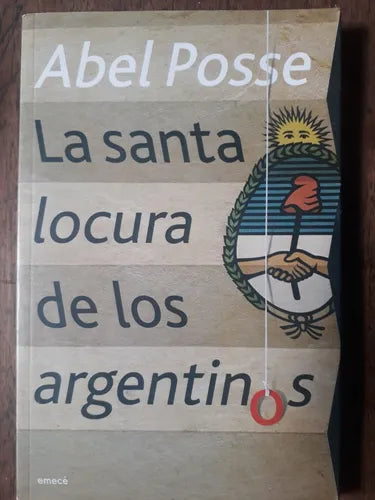 Abel Posse
La santa
locura
de los
argentinos
emecé